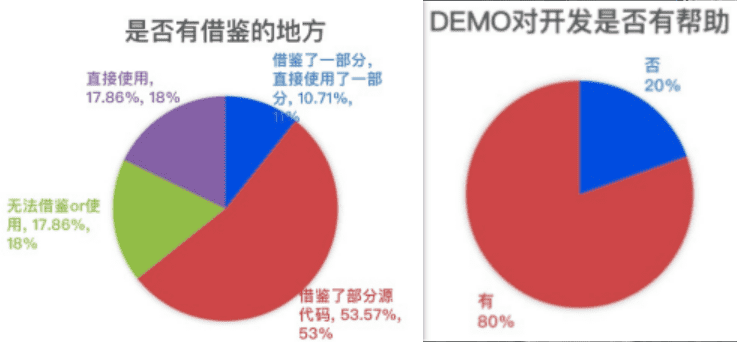 是否有借鉴的地方
借鉴了一部分,
直接使用了一部
分, 10.71%,
11%
直接使用,
17.86%, 18%
无法借鉴or使
用, 17.86%,
18%
借鉴了部分源
代码, 53.57%,
53%
DEMO对开发是否有帮助
否
20%
有
80%